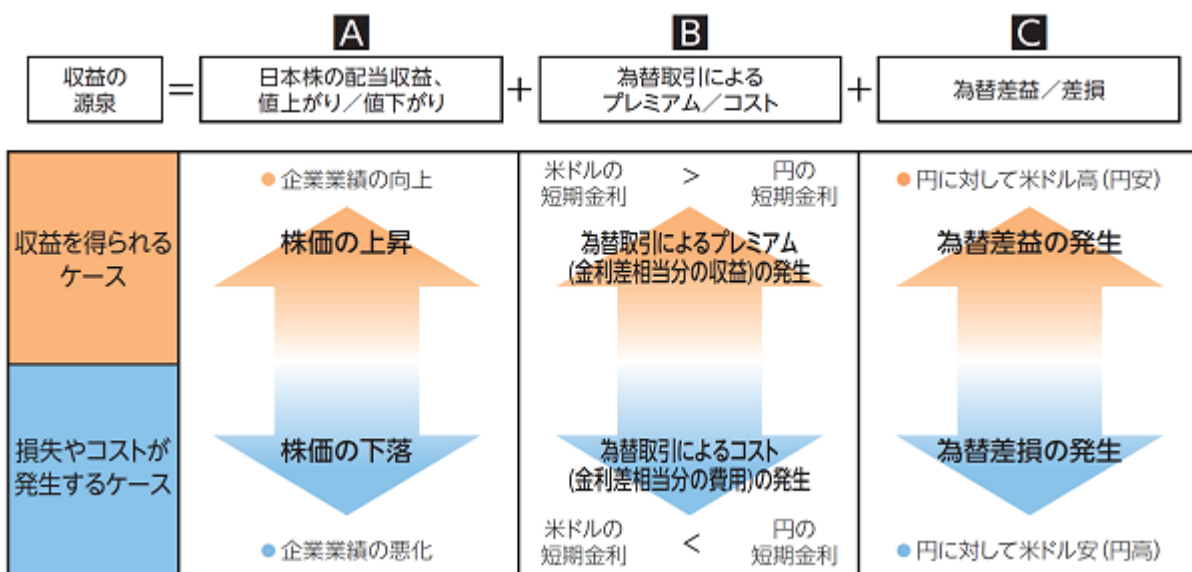 A
B
C
収益の
源泉
=
日本株の配当収益、
値上がり／値下がり
+
為替取引による
プレミアム／コスト
+
為替差益／差損
収益を得られる
ケース
●企業業績の向上
株価の上昇
米ドルの
短期金利
>
円の
短期金利
為替取引によるプレミアム
(金利差相当分の収益)の発生
●円に対して米ドル高（円安）
為替差益の発生
損失やコストが
発生するケース
株価の下落
●企業業績の悪化
為替取引によるコスト
(金利差相当分の費用)の発生
米ドルの
短期金利
<
円の
短期金利
為替差損の発生
●円に対して米ドル安（円高）